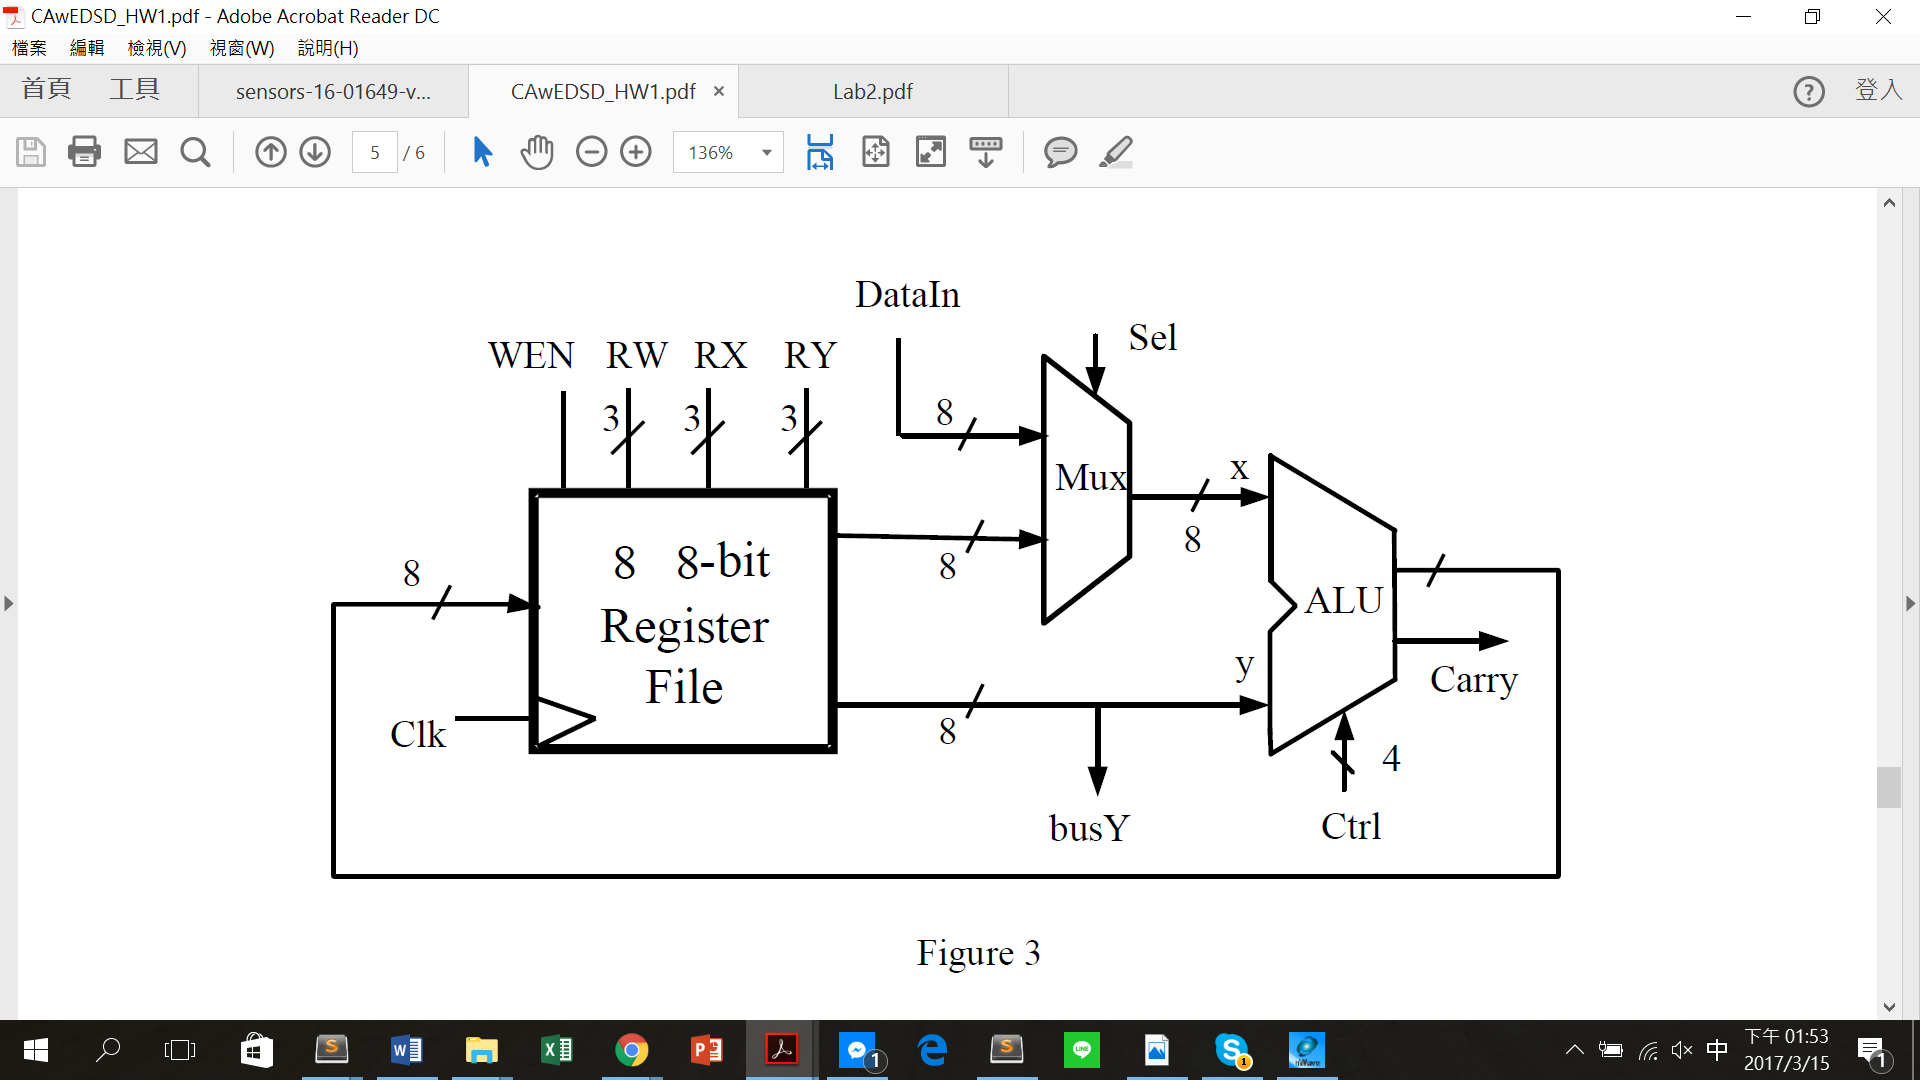 CAwEDSD_HW1.pdf - Adobe Acrobat Reader DC
檔案 編輯 檢視(V) 視窗(W) 說明(H)
首頁 工具 sensors-16-01649-v... CAwEDSD_HW1.pdf × Lab2.pdf ? 登入
5 / 6 136%
DataIn
Sel
WEN RW RX RY
3 3 3 8
Mux
x
8 8-bit
Register
File
8
8
8
ALU
y
Carry
Clk
8
4
busY
Ctrl
Figure 3
下午 01:53
2017/3/15
中
1
1
1